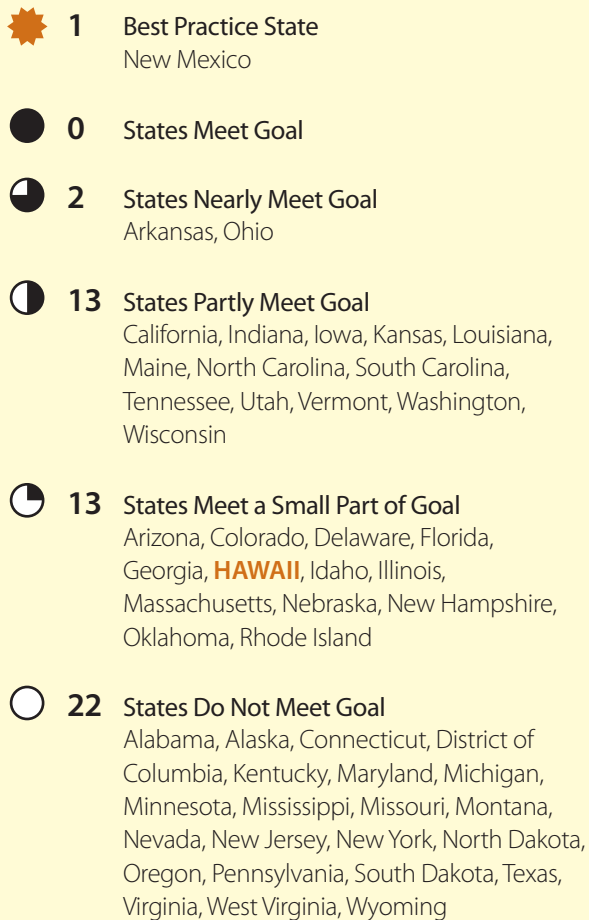 1 Best Practice State
New Mexico
0 States Meet Goal
2 States Nearly Meet Goal
Arkansas, Ohio
13 States Partly Meet Goal
California, Indiana, Iowa, Kansas, Louisiana,
Maine, North Carolina, South Carolina,
Tennessee, Utah, Vermont, Washington,
Wisconsin
13 States Meet a Small Part of Goal
Arizona, Colorado, Delaware, Florida,
Georgia, HAWAII, Idaho, Illinois,
Massachusetts, Nebraska, New Hampshire,
Oklahoma, Rhode Island
22 States Do Not Meet Goal
Alabama, Alaska, Connecticut, District of
Columbia, Kentucky, Maryland, Michigan,
Minnesota, Mississippi, Missouri, Montana,
Nevada, New Jersey, New York, North Dakota,
Oregon, Pennsylvania, South Dakota, Texas,
Virginia, West Virginia, Wyoming